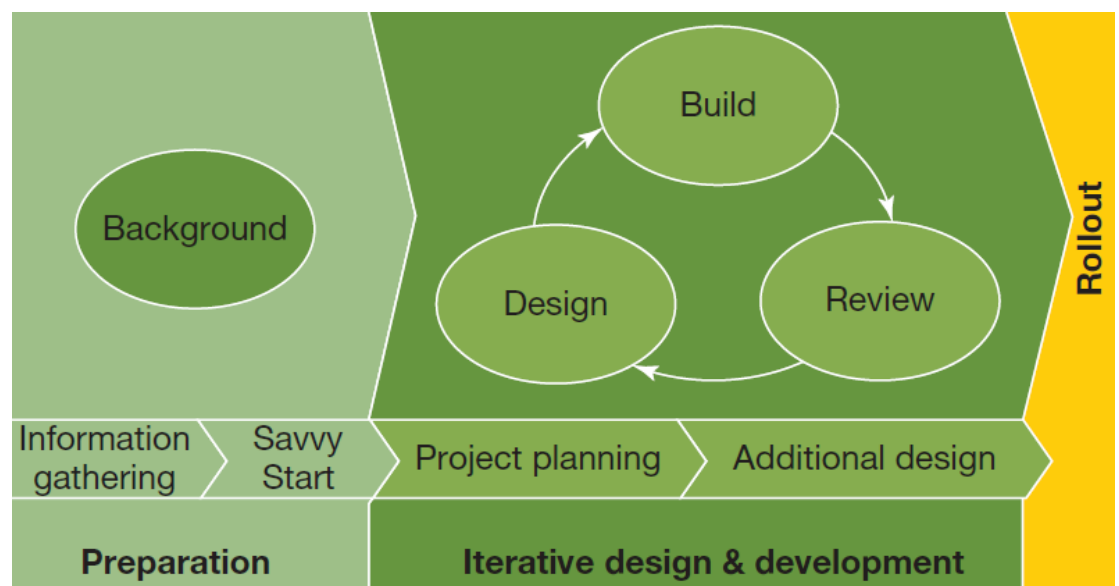 Build
Background
Design
Review
Rollout
Information
gathering
Savvy
Start
Project planning
Additional design
Preparation
Iterative design & development